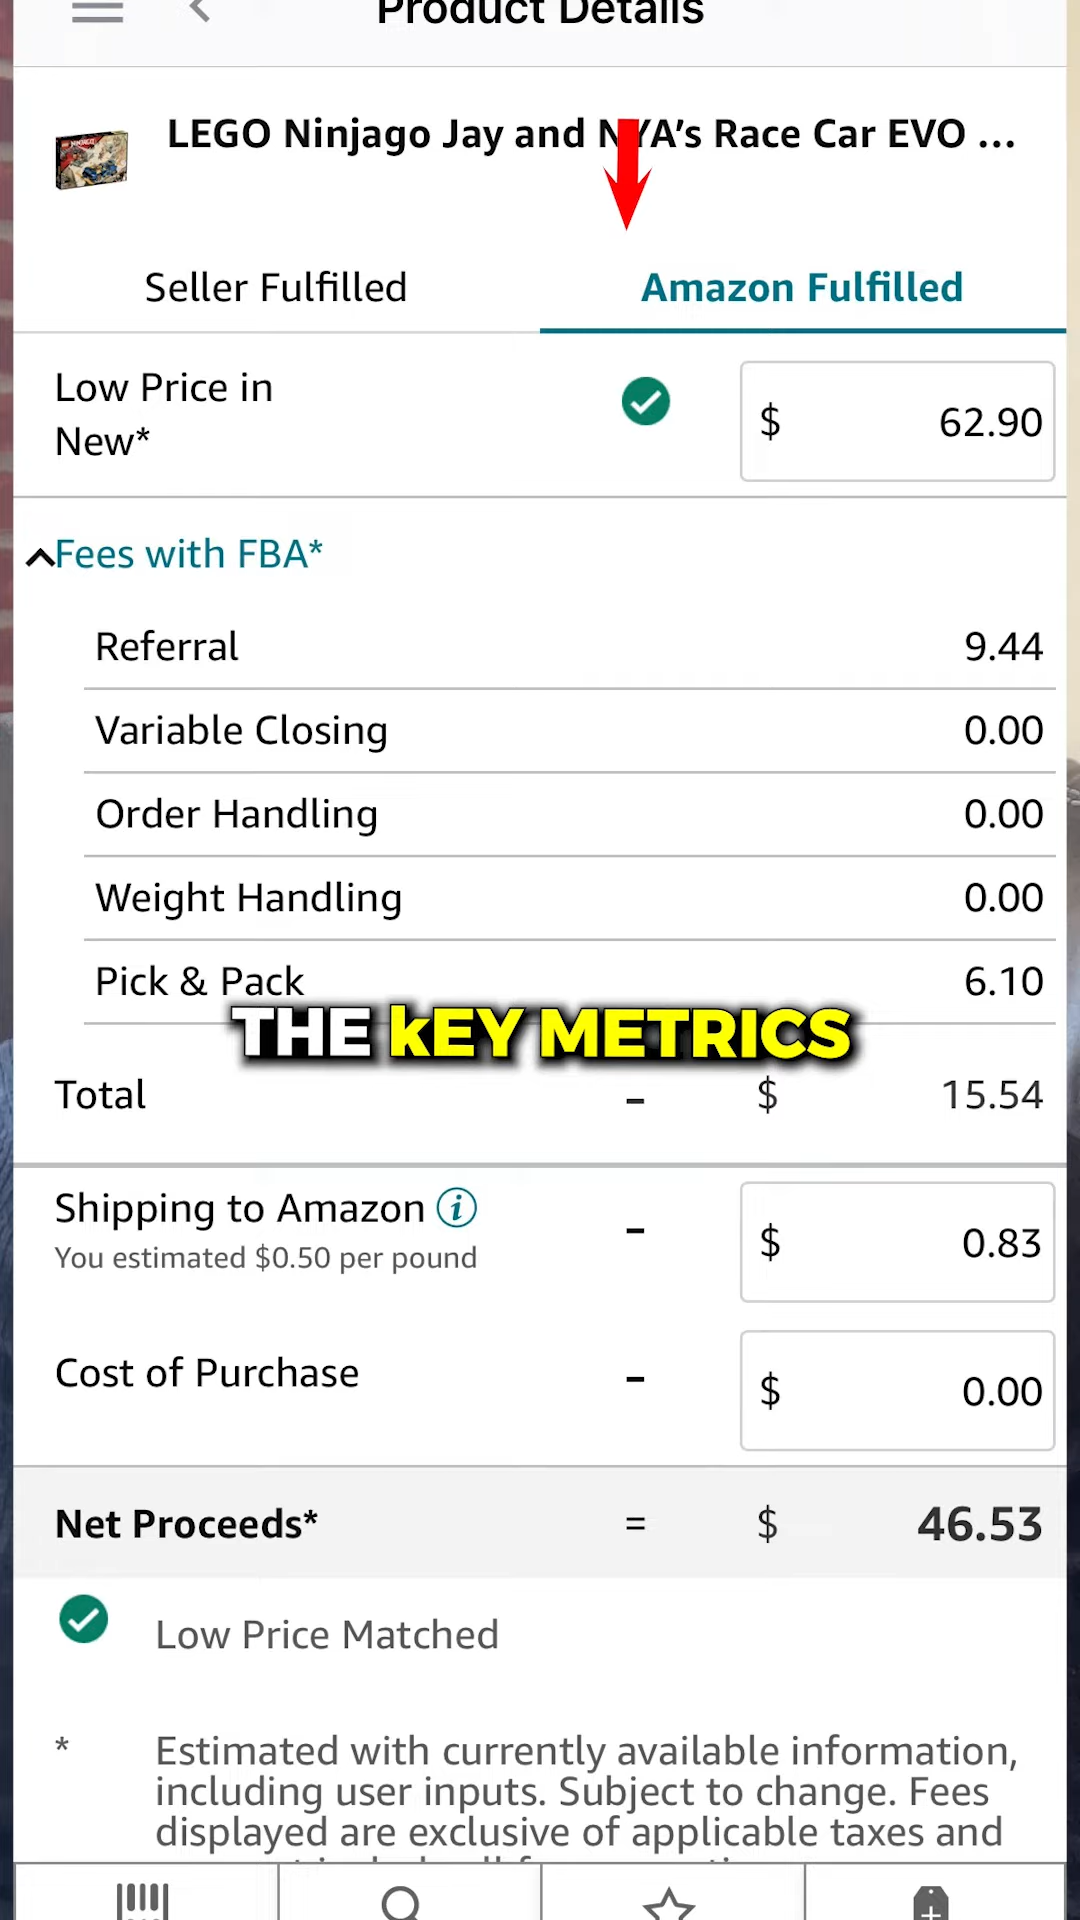 Product Details
LEGO Ninjago Jay and NYA's Race Car EVO ...
Seller Fulfilled
Amazon Fulfilled
Low Price in
New*
$ 62.90
Fees with FBA*
Referral 9.44
Variable Closing 0.00
Order Handling 0.00
Weight Handling 0.00
Pick & Pack 6.10
THE kEY METRICS
Total - $ 15.54
Shipping to Amazon i
You estimated $0.50 per pound
- $ 0.83
Cost of Purchase - $ 0.00
Net Proceeds* = $ 46.53
Low Price Matched
* Estimated with currently available information,
including user inputs. Subject to change. Fees
displayed are exclusive of applicable taxes and